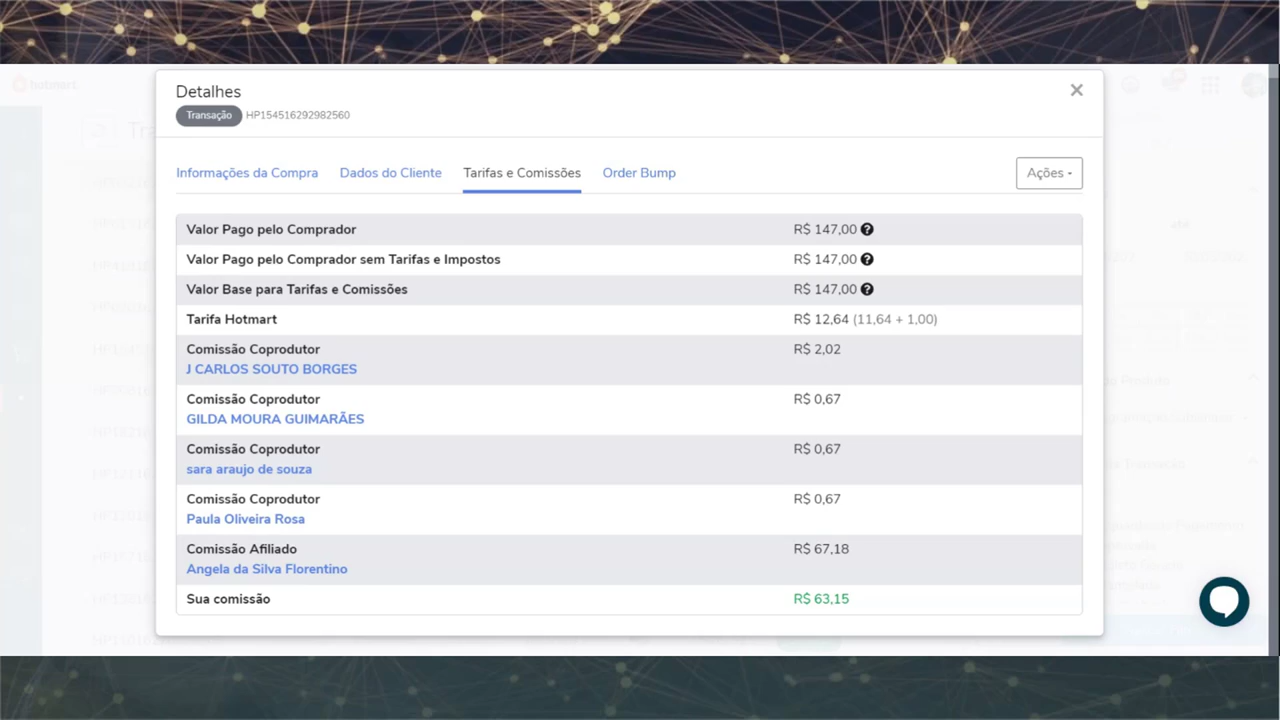 hotmart
Detalhes
Transação HP154516292982560
Informações da Compra Dados do Cliente Tarifas e Comissões Order Bump Ações
Valor Pago pelo Comprador R$ 147,00
Valor Pago pelo Comprador sem Tarifas e Impostos R$ 147,00
Valor Base para Tarifas e Comissões R$ 147,00
Tarifa Hotmart R$ 12,64 (11,64 + 1,00)
Comissão Coprodutor R$ 2,02
J CARLOS SOUTO BORGES
Comissão Coprodutor R$ 0,67
GILDA MOURA GUIMARÃES
Comissão Coprodutor R$ 0,67
sara araujo de souza
Comissão Coprodutor R$ 0,67
Paula Oliveira Rosa
Comissão Afiliado R$ 67,18
Angela da Silva Florentino
Sua comissão R$ 63,15